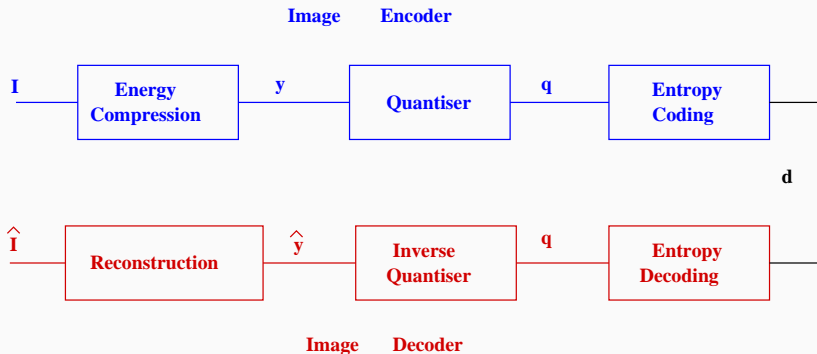 Image Encoder
I
Energy
Compression
y
Quantiser
q
Entropy
Coding
d
Î
Reconstruction
ŷ
Inverse
Quantiser
q
Entropy
Decoding
Image Decoder